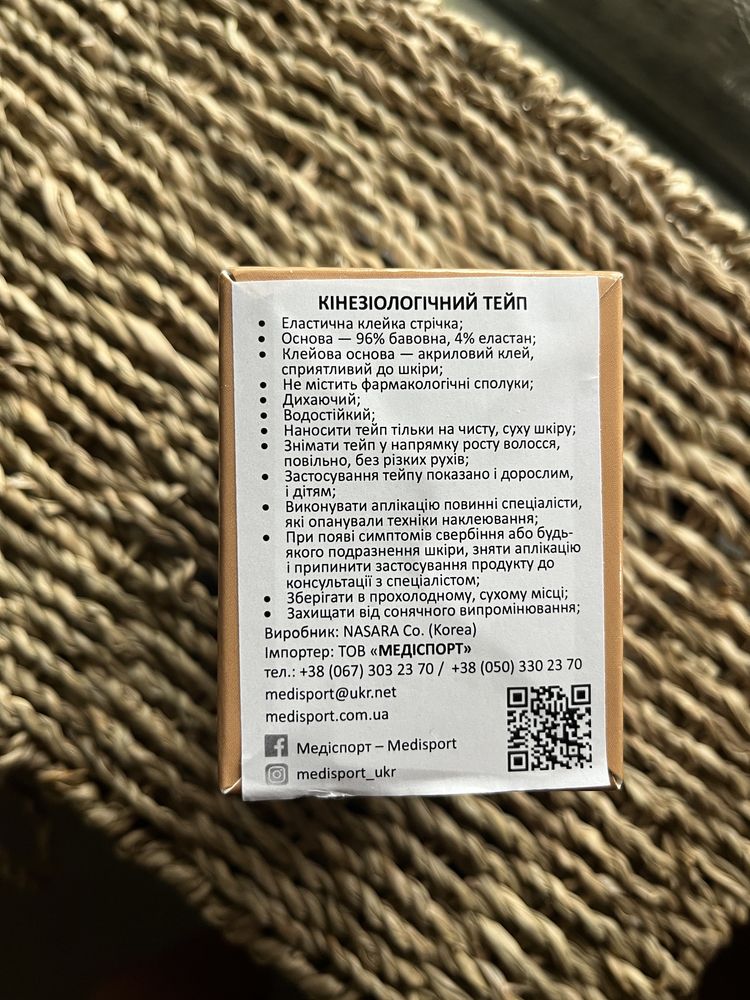 КІНЕЗІОЛОГІЧНИЙ ТЕЙП
• Еластична клейка стрічка;
• Основа — 96% бавовна, 4% еластан;
• Клейова основа — акриловий клей,
сприятливий до шкіри;
• Не містить фармакологічні сполуки;
• Дихаючий;
• Водостійкий;
• Наносити тейп тільки на чисту, суху шкіру;
• Знімати тейп у напрямку росту волосся,
повільно, без різких рухів;
• Застосування тейпу показано і дорослим,
і дітям;
• Виконувати аплікацію повинні спеціалісти,
які опанували техніки наклеювання;
• При появі симптомів свербіння або будь-
якого подразнення шкіри, зняти аплікацію
і припинити застосування продукту до
консультації з спеціалістом;
• Зберігати в прохолодному, сухому місці;
• Захищати від сонячного випромінювання;
Виробник: NASARA Co. (Korea)
Імпортер: ТОВ «МЕДІСПОРТ»
тел.: +38 (067) 303 23 70 / +38 (050) 330 23 70
medisport@ukr.net
medisport.com.ua
Медіспорт – Medisport
medisport_ukr